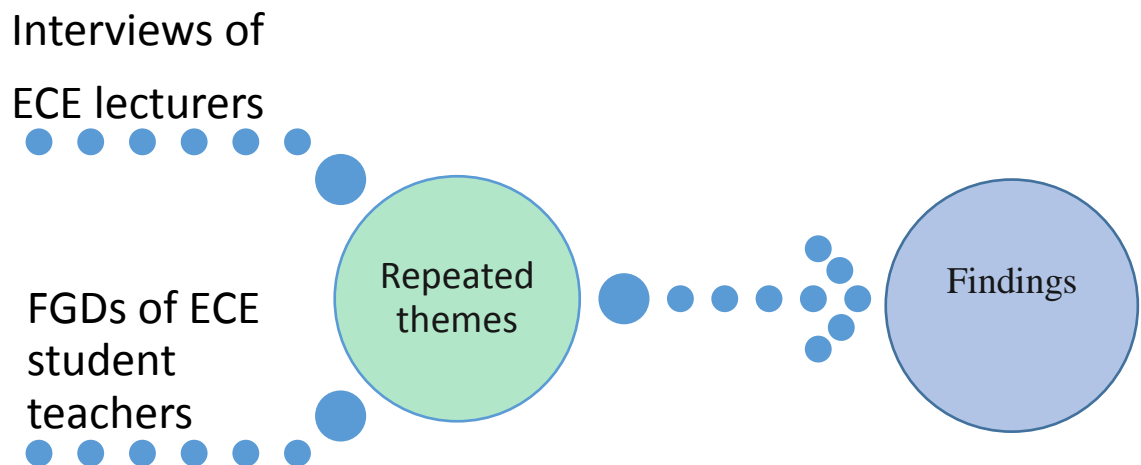 Interviews of
ECE lecturers
FGDs of ECE
student
teachers
Repeated
themes
Findings